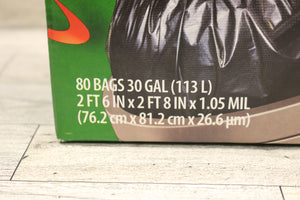 80 BAGS 30 GAL (113 L)
2 FT 6 IN x 2 FT 8 IN x 1.05 MIL
(76.2 cm x 81.2 cm x 26.6 µm)